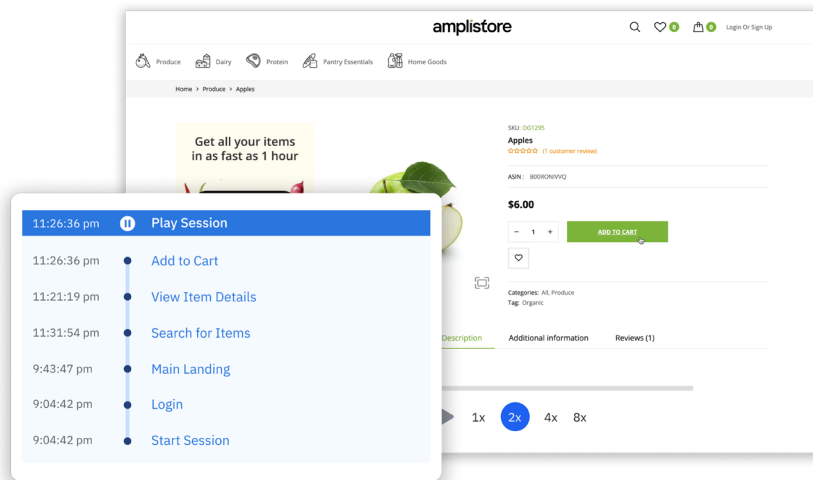 amplistore
0
0
Login Or Sign Up
Produce
Dairy
Protein
Pantry Essentials
Home Goods
Home > Produce > Apples
Get all your items
in as fast as 1 hour
SKU: OG1295
Apples
(1 customer review)
ASIN : B00RONIVVQ
$6.00
- 1 +
ADD TO CART
Categories: All, Produce
Tag: Organic
Description
Additional information
Reviews (1)
1x
2x
4x
8x
11:26:36 pm Play Session
11:26:36 pm Add to Cart
11:21:19 pm View Item Details
11:31:54 pm Search for Items
9:43:47 pm Main Landing
9:04:42 pm Login
9:04:42 pm Start Session